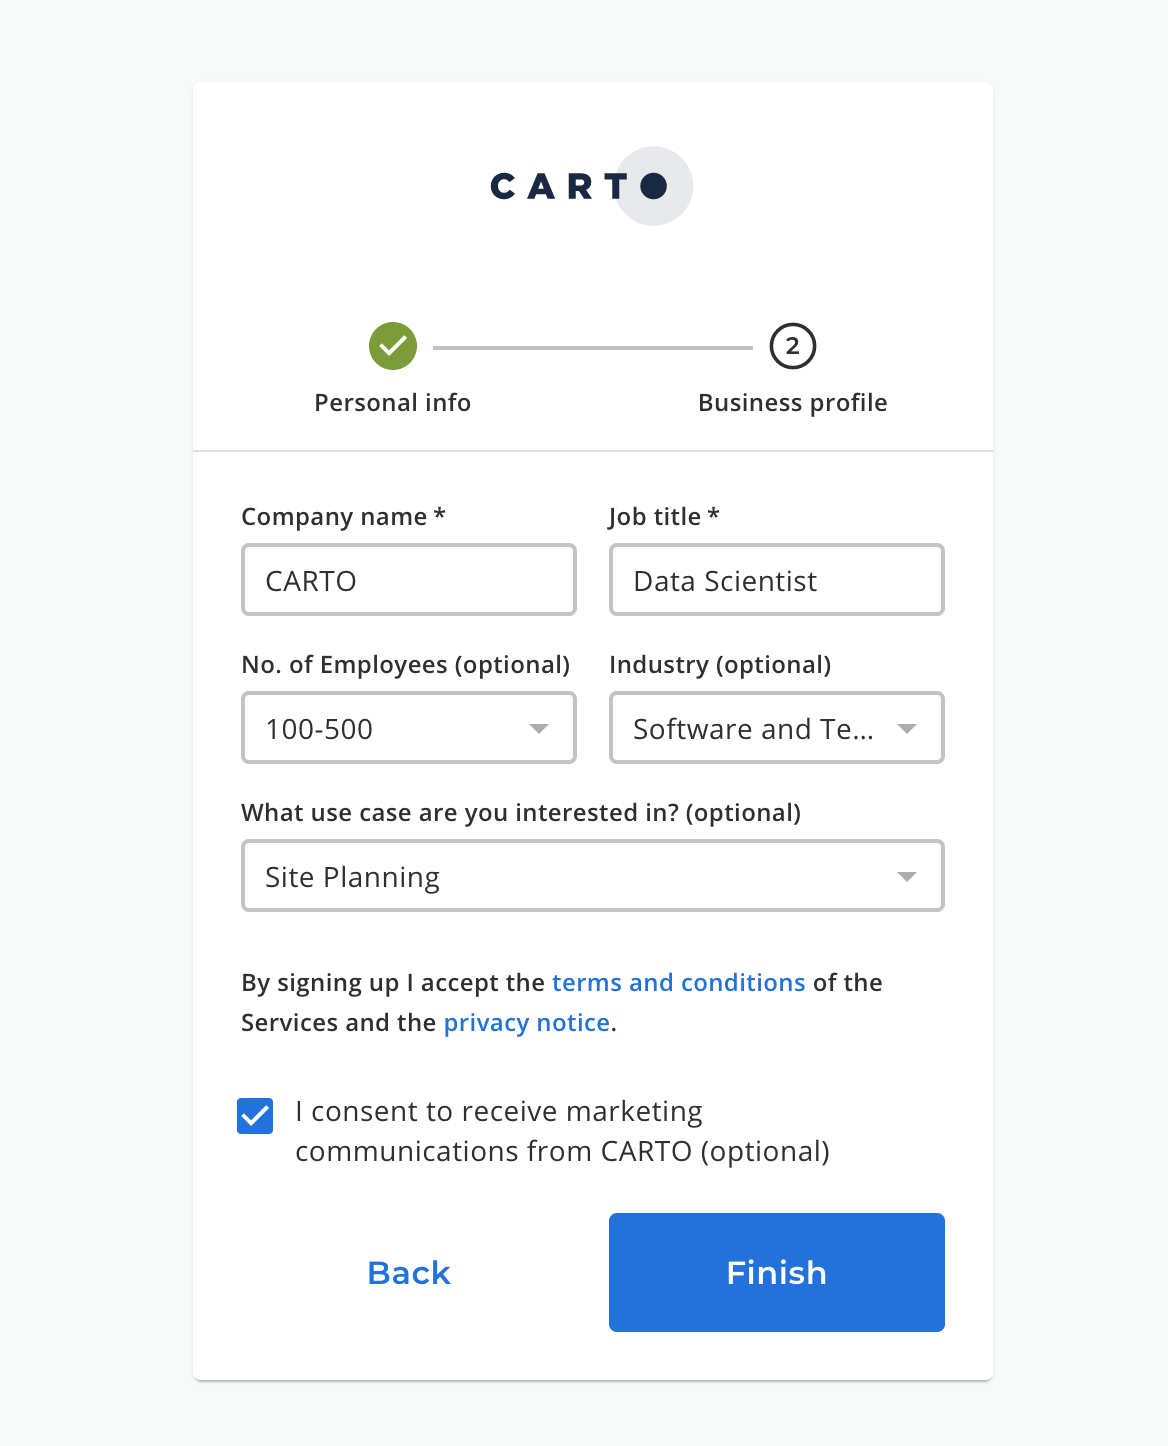 CARTO
2
Personal info
Business profile
Company name *
Job title *
CARTO
Data Scientist
No. of Employees (optional)
Industry (optional)
100-500
Software and Te...
What use case are you interested in? (optional)
Site Planning
By signing up I accept the terms and conditions of the
Services and the privacy notice.
I consent to receive marketing
communications from CARTO (optional)
Back
Finish